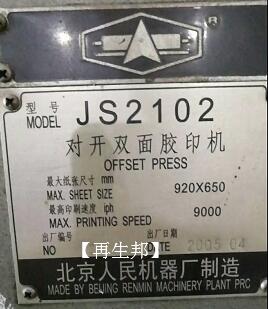 ®
型号
MODEL JS2102
对开双面胶印机
OFFSET PRESS
最大纸张尺寸 mm
MAX. SHEET SIZE 920X650
最高印刷速度 iph 9000
MAX. PRINTING SPEED
出厂编号 出厂日期
NO DATE 2005 04
【再生邦】
北京人民机器厂制造
MADE BY BEIJING RENMIN MACHINERY PLANT PRC